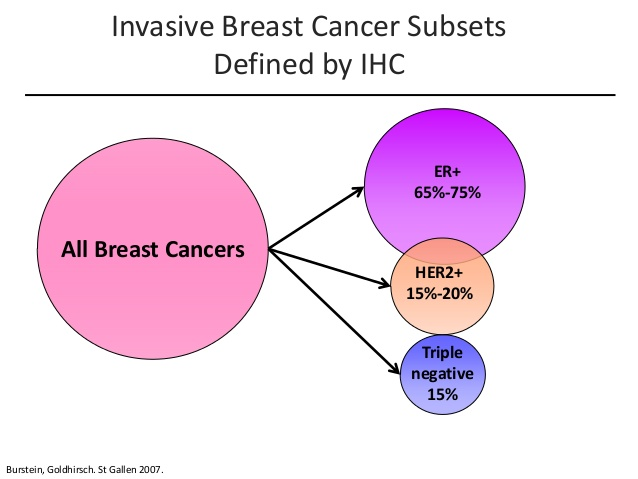 Invasive Breast Cancer Subsets
Defined by IHC
All Breast Cancers
ER+
65%-75%
HER2+
15%-20%
Triple
negative
15%
Burstein, Goldhirsch. St Gallen 2007.